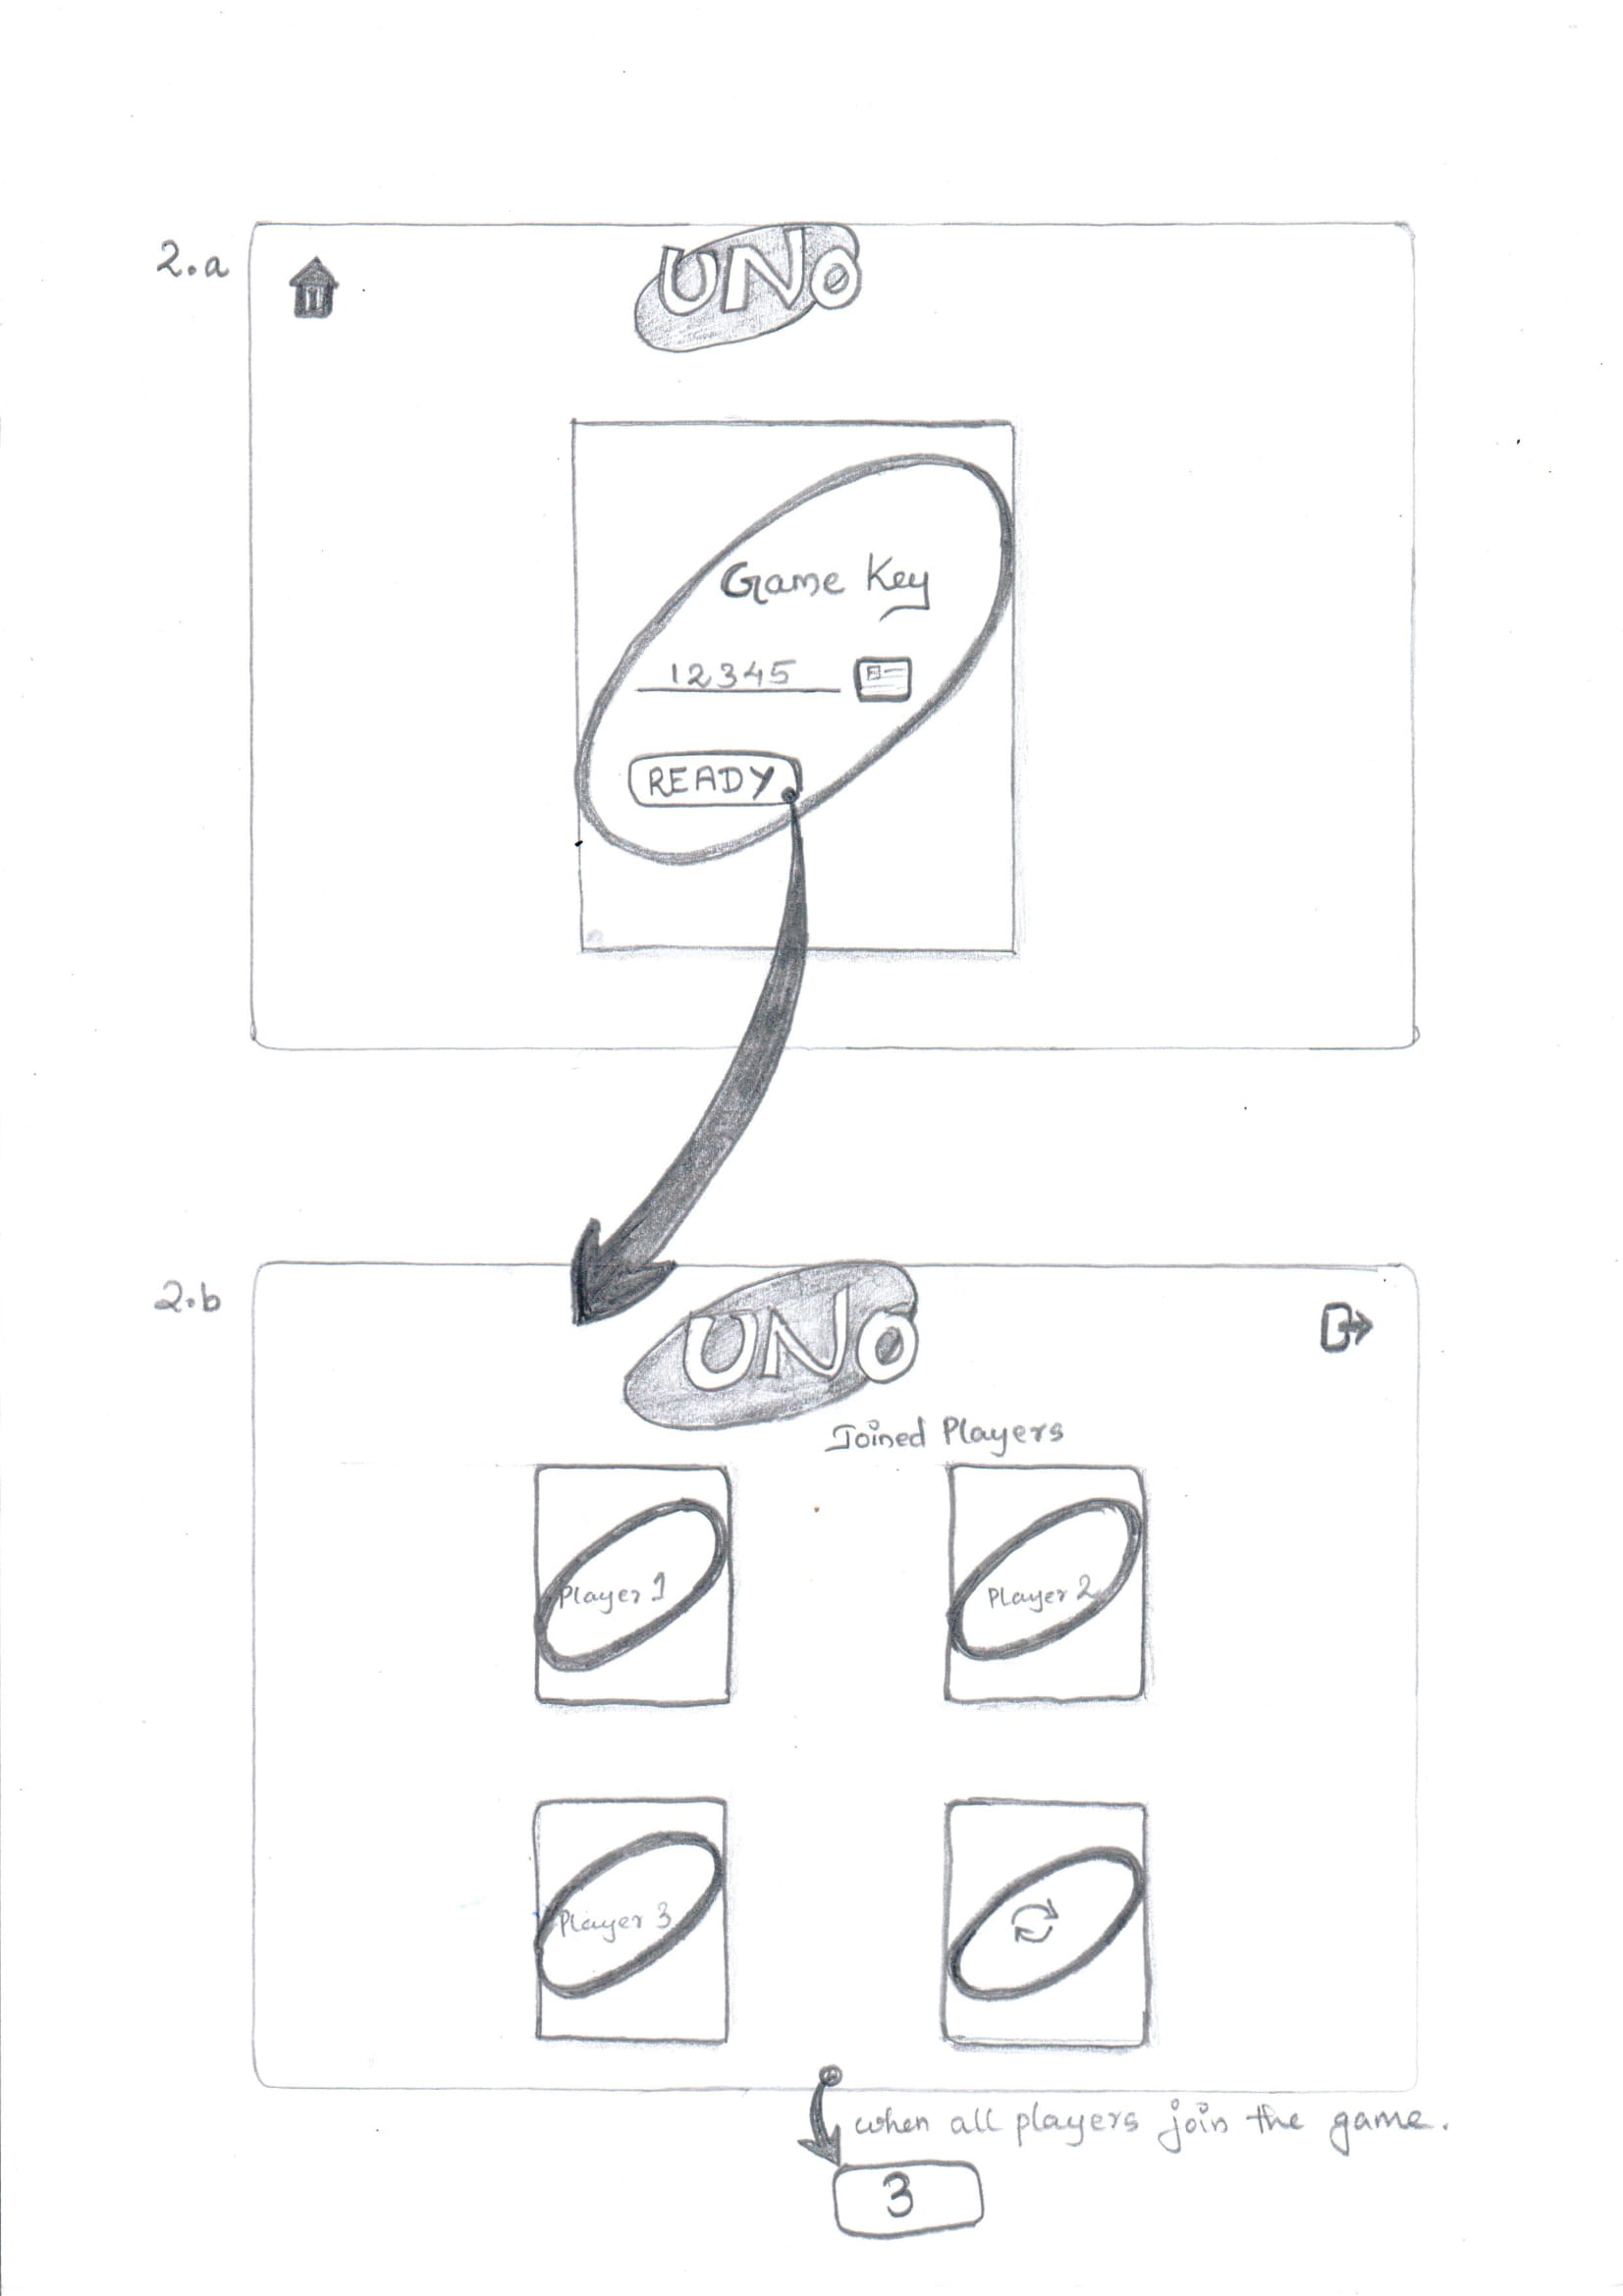 2.a
UNO
Game Key
12345
READY
2.b
UNO
Joined Players
Player 1
Player 2
Player 3
when all players join the game.
3